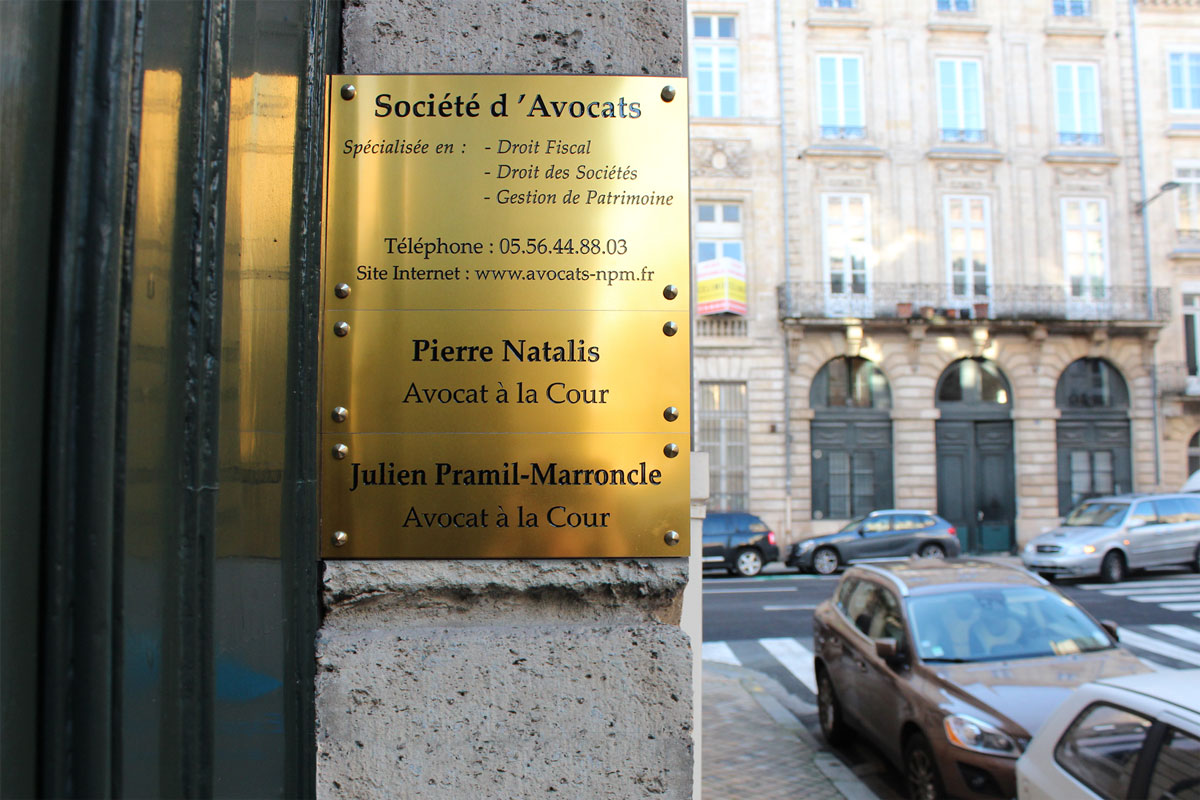 Société d 'Avocats
Spécialisée en : - Droit Fiscal
- Droit des Sociétés
- Gestion de Patrimoine
Téléphone : 05.56.44.88.03
Site Internet : www.avocats-npm.fr
Pierre Natalis
Avocat à la Cour
Julien Pramil-Marroncle
Avocat à la Cour